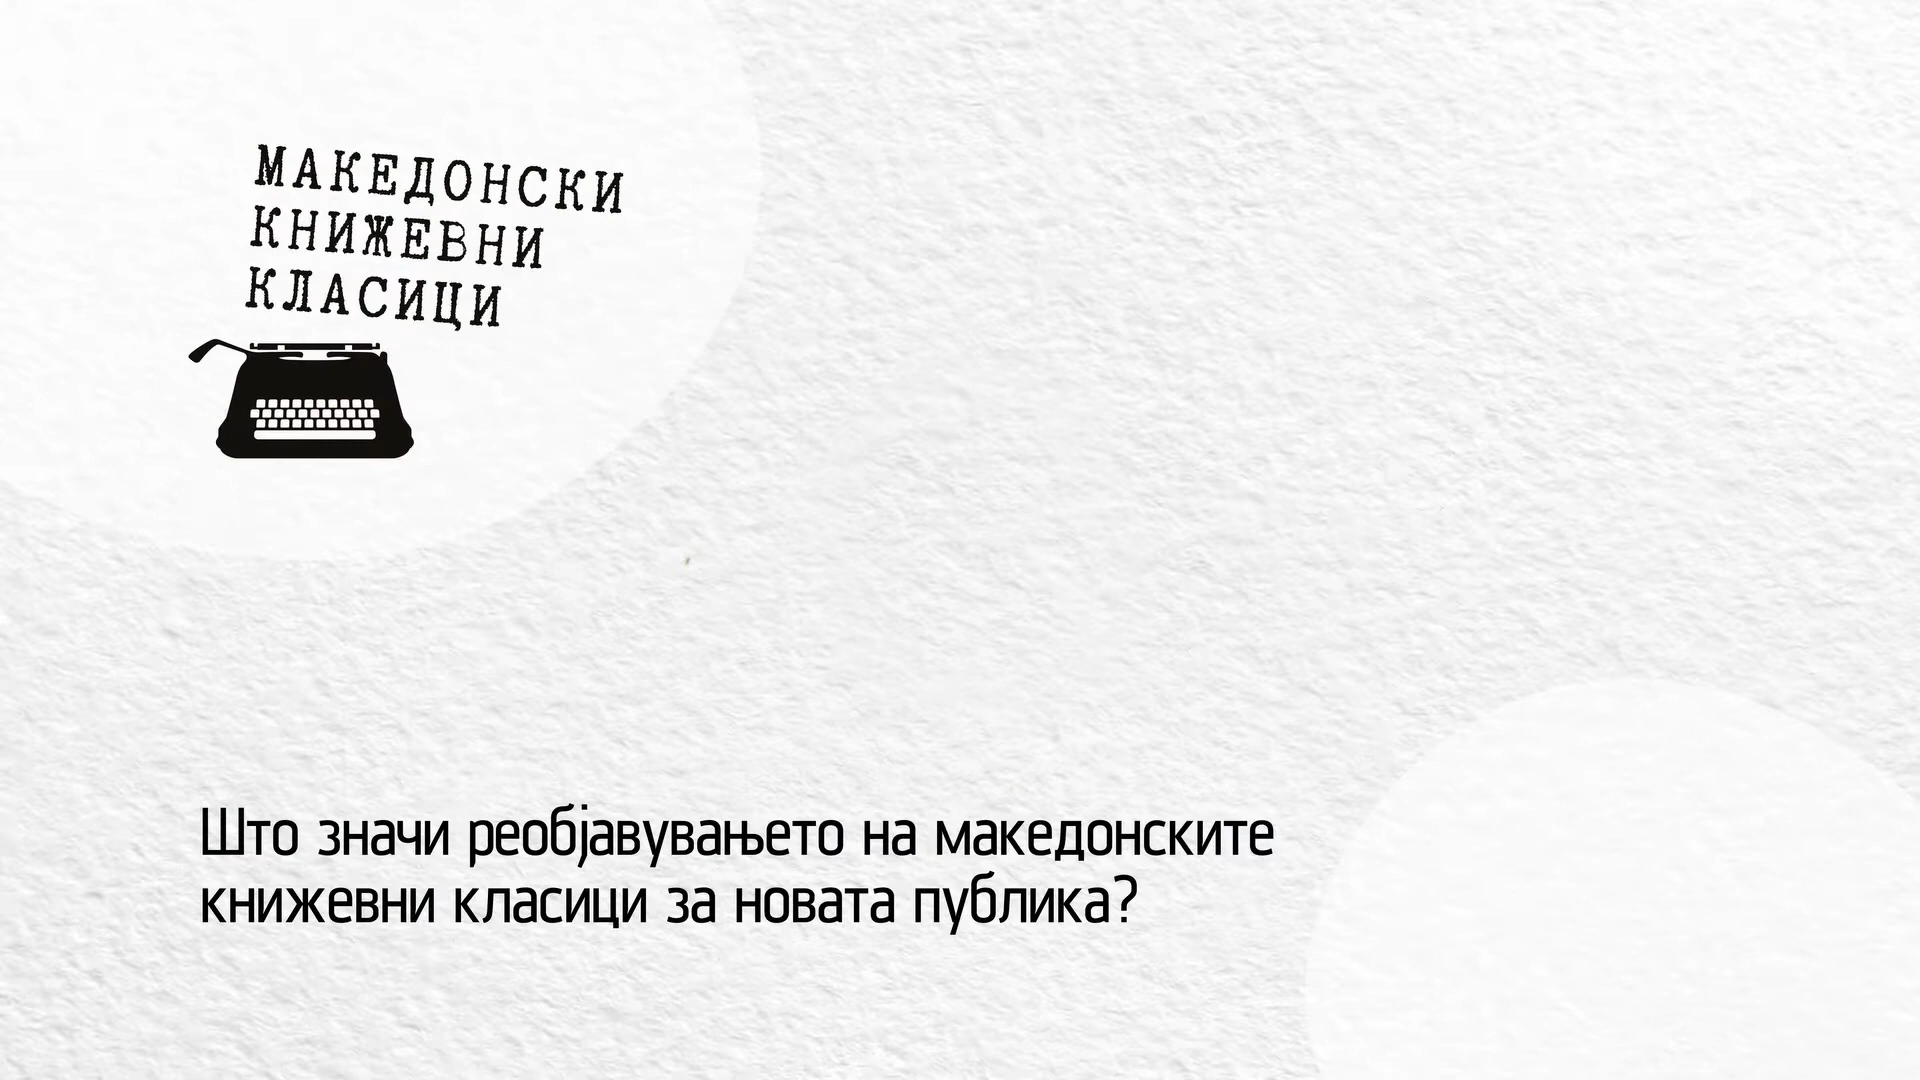 МАКЕДОНСКИ
КНИЖЕВНИ
КЛАСИЦИ
Што значи реобјавувањето на македонските
книжевни класици за новата публика?